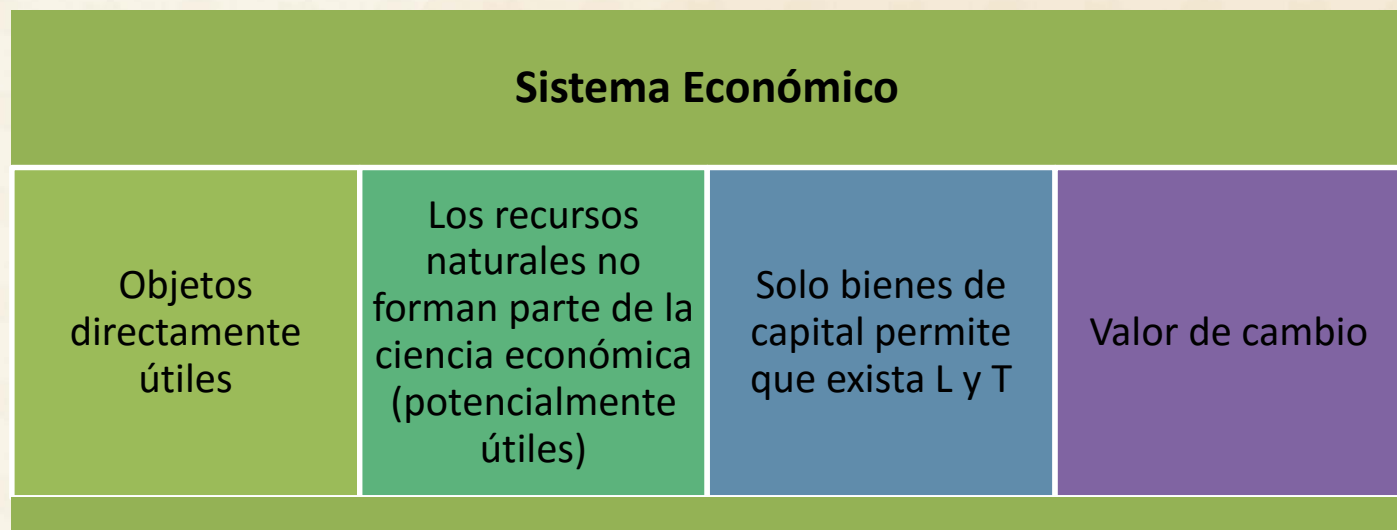 Sistema Económico
Objetos
directamente
útiles
Los recursos
naturales no
forman parte de la
ciencia económica
(potencialmente
útiles)
Solo bienes de
capital permite
que exista L y T
Valor de cambio